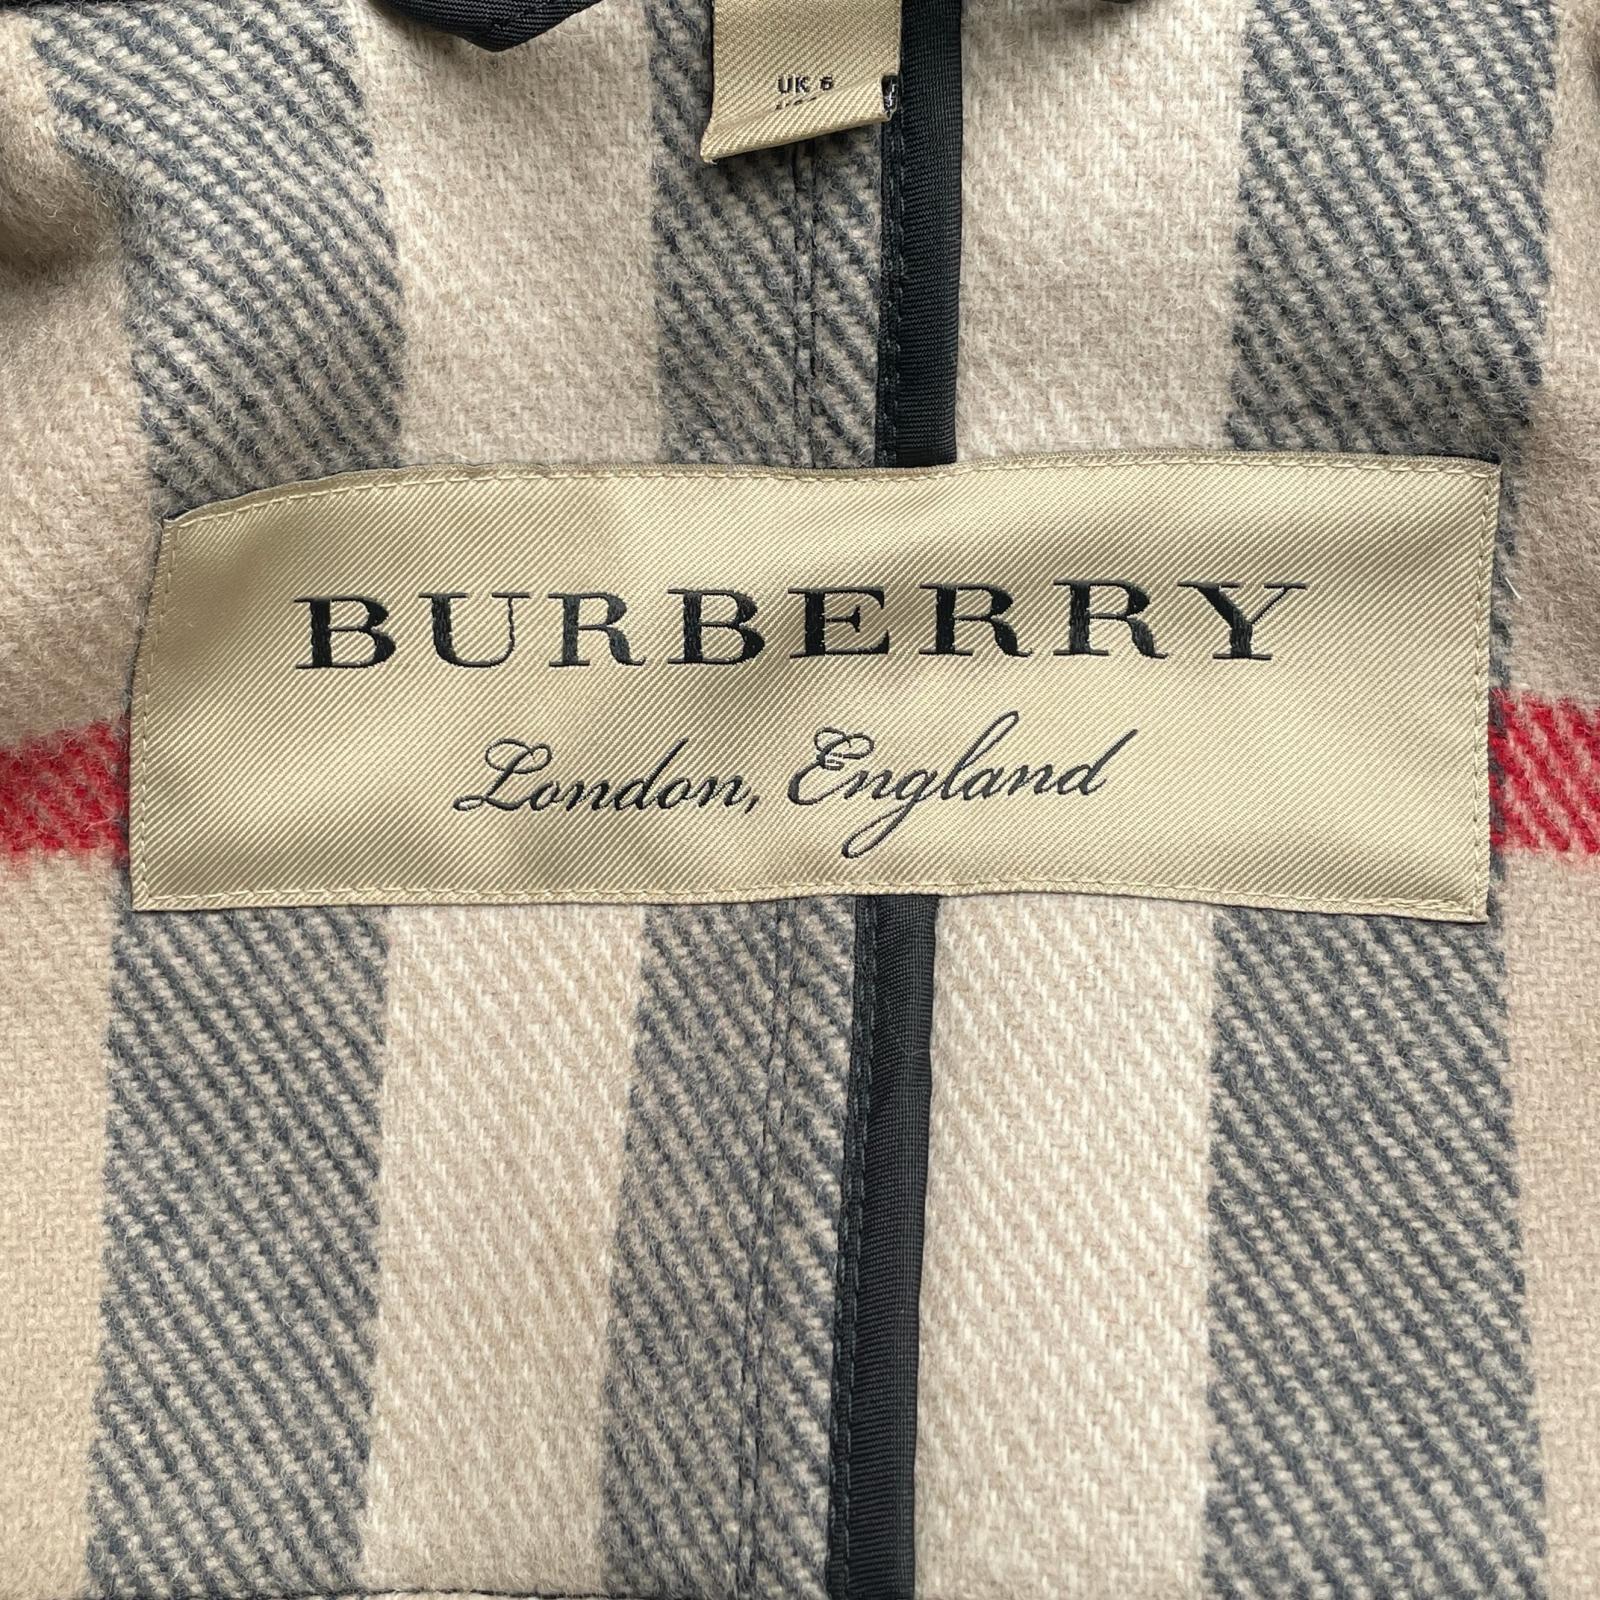 UK 6
BURBERRY
London, England